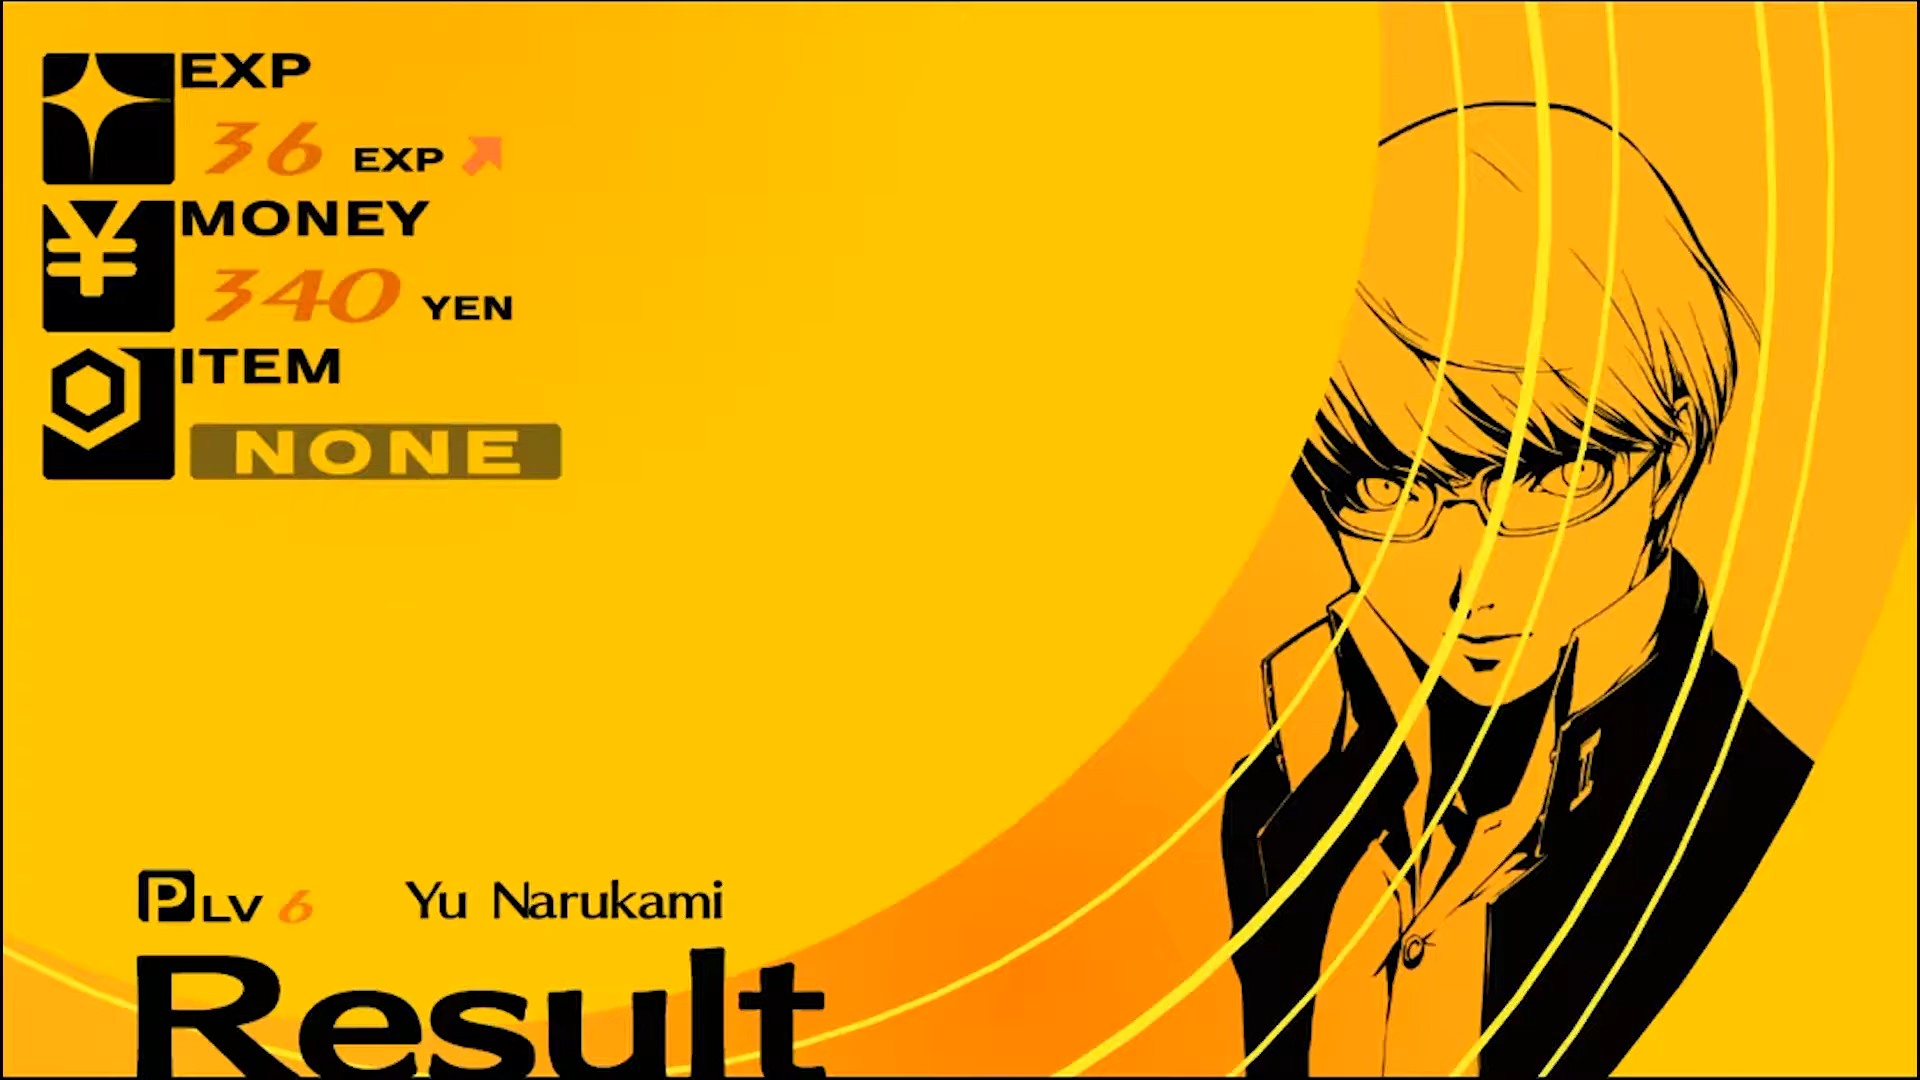 EXP
36 EXP
¥ MONEY
340 YEN
ITEM
NONE
P LV 6 Yu Narukami
Result